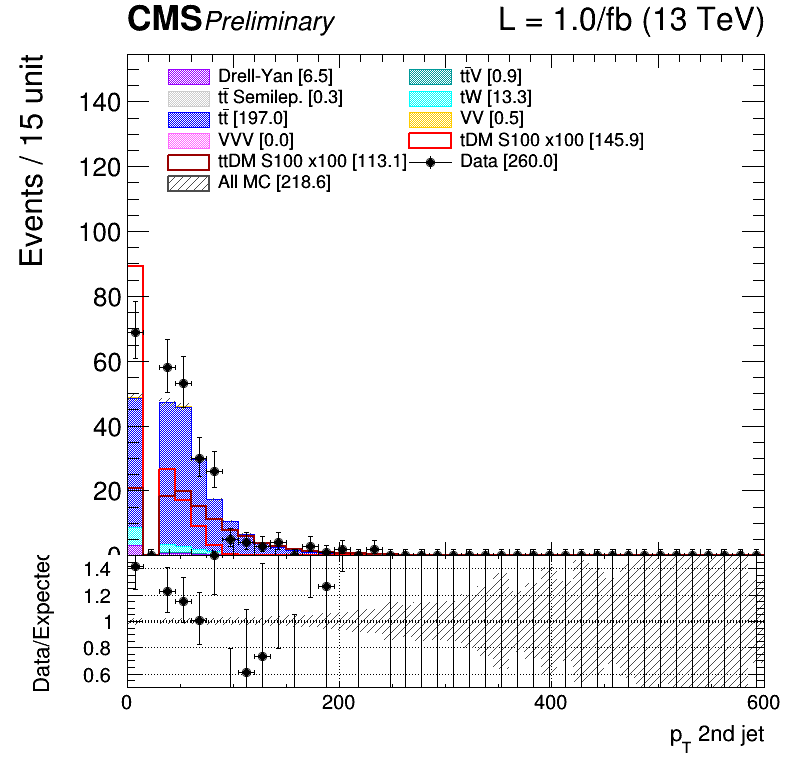 CMS Preliminary L = 1.0/fb (13 TeV)
Events / 15 unit
Drell-Yan [6.5]
tt̄V [0.9]
tt̄ Semilep. [0.3]
tW [13.3]
tt̄ [197.0]
VV [0.5]
VVV [0.0]
tDM S100 x100 [145.9]
ttDM S100 x100 [113.1]
Data [260.0]
All MC [218.6]
140
120
100
80
60
40
20
0
Data/Expected
1.4
1.2
1
0.8
0.6
0 200 400 600
p_T 2nd jet